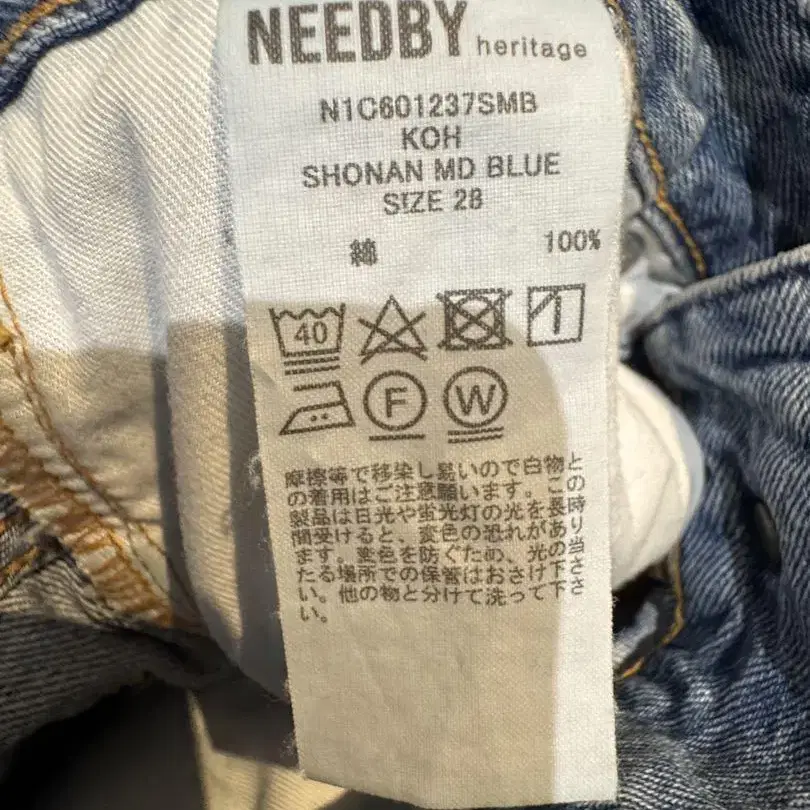 NEEDBY heritage
N1C601237SMB
KOH
SHONAN MD BLUE
SIZE 28
綿 100%
40
F W
摩擦等で移染し易いので白物と
の着用はご注意願います。この
製品は日光や蛍光灯の光を長時
間受けると、変色の恐れがあり
ます。変色を防ぐため、光の当
たる場所での保管はおさけ下さ
い。他の物と分けて洗って下さ
い。